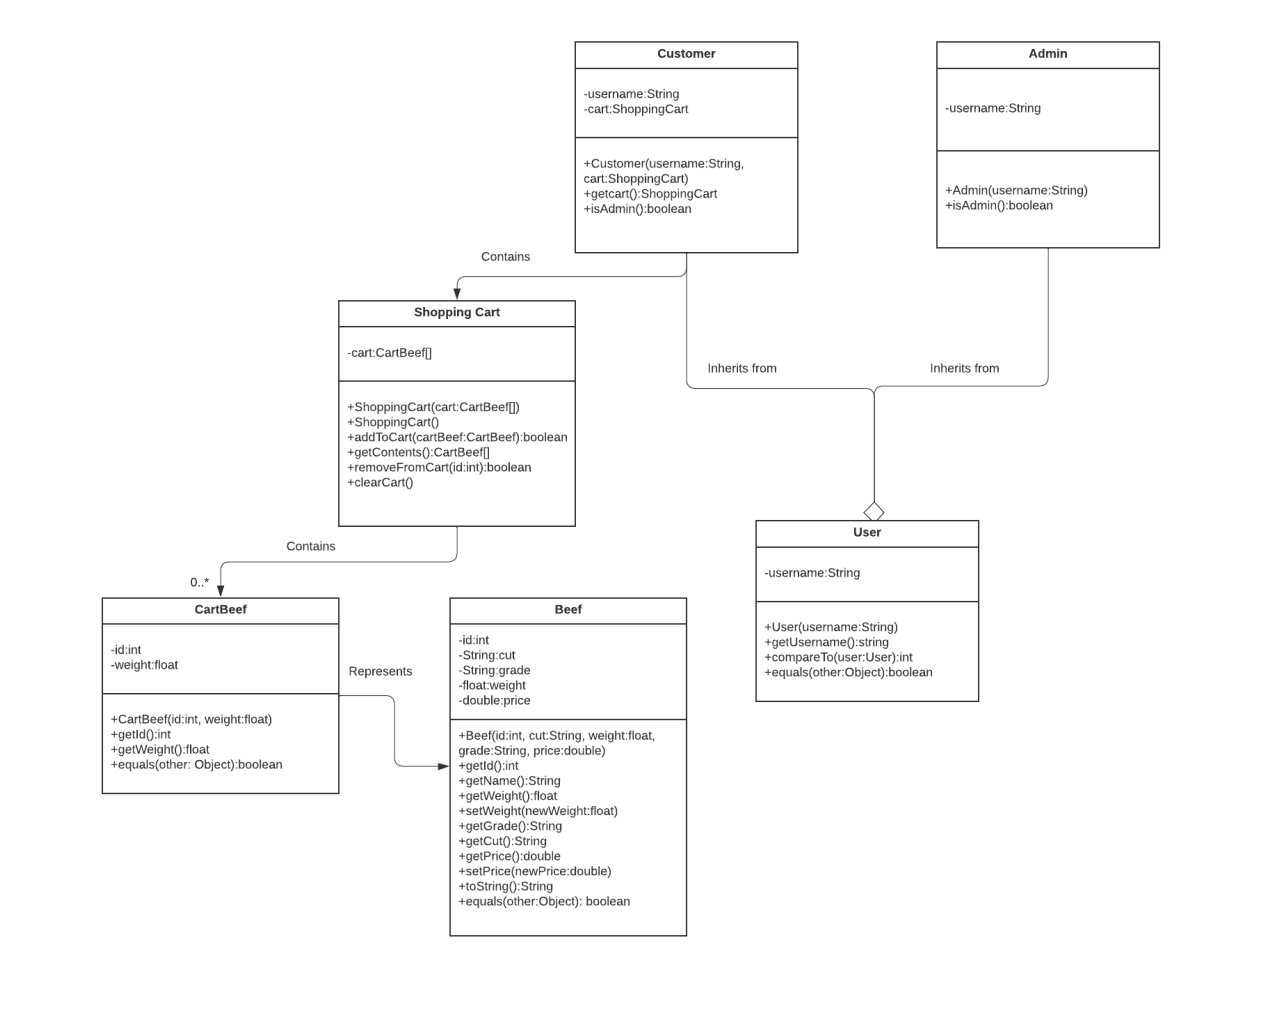 Customer
-username:String
-cart:ShoppingCart
+Customer(username:String,
cart:ShoppingCart)
+getcart():ShoppingCart
+isAdmin():boolean
Admin
-username:String
+Admin(username:String)
+isAdmin():boolean
Contains
Shopping Cart
-cart:CartBeef[]
+ShoppingCart(cart:CartBeef[])
+ShoppingCart()
+addToCart(cartBeef:CartBeef):boolean
+getContents():CartBeef[]
+removeFromCart(id:int):boolean
+clearCart()
Inherits from
Inherits from
Contains
0..*
User
-username:String
+User(username:String)
+getUsername():string
+compareTo(user:User):int
+equals(other:Object):boolean
CartBeef
-id:int
-weight:float
+CartBeef(id:int, weight:float)
+getId():int
+getWeight():float
+equals(other: Object):boolean
Represents
Beef
-id:int
-String:cut
-String:grade
-float:weight
-double:price
+Beef(id:int, cut:String, weight:float,
grade:String, price:double)
+getId():int
+getName():String
+getWeight():float
+setWeight(newWeight:float)
+getGrade():String
+getCut():String
+getPrice():double
+setPrice(newPrice:double)
+toString():String
+equals(other:Object): boolean